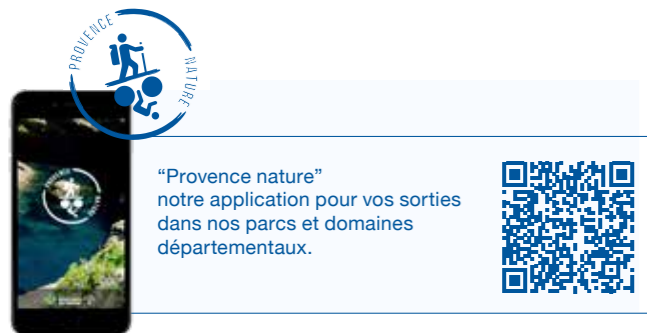 PROVENCE NATURE
“Provence nature”
notre application pour vos sorties
dans nos parcs et domaines
départementaux.